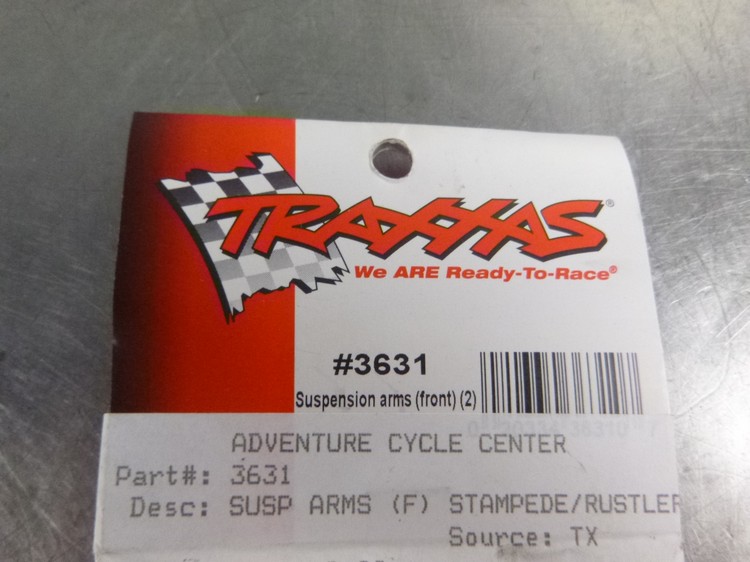 TRAXXAS®
We ARE Ready-To-Race®
#3631
Suspension arms (front) (2)
ADVENTURE CYCLE CENTER
Part#: 3631
Desc: SUSP ARMS (F) STAMPEDE/RUSTLER
Source: TX